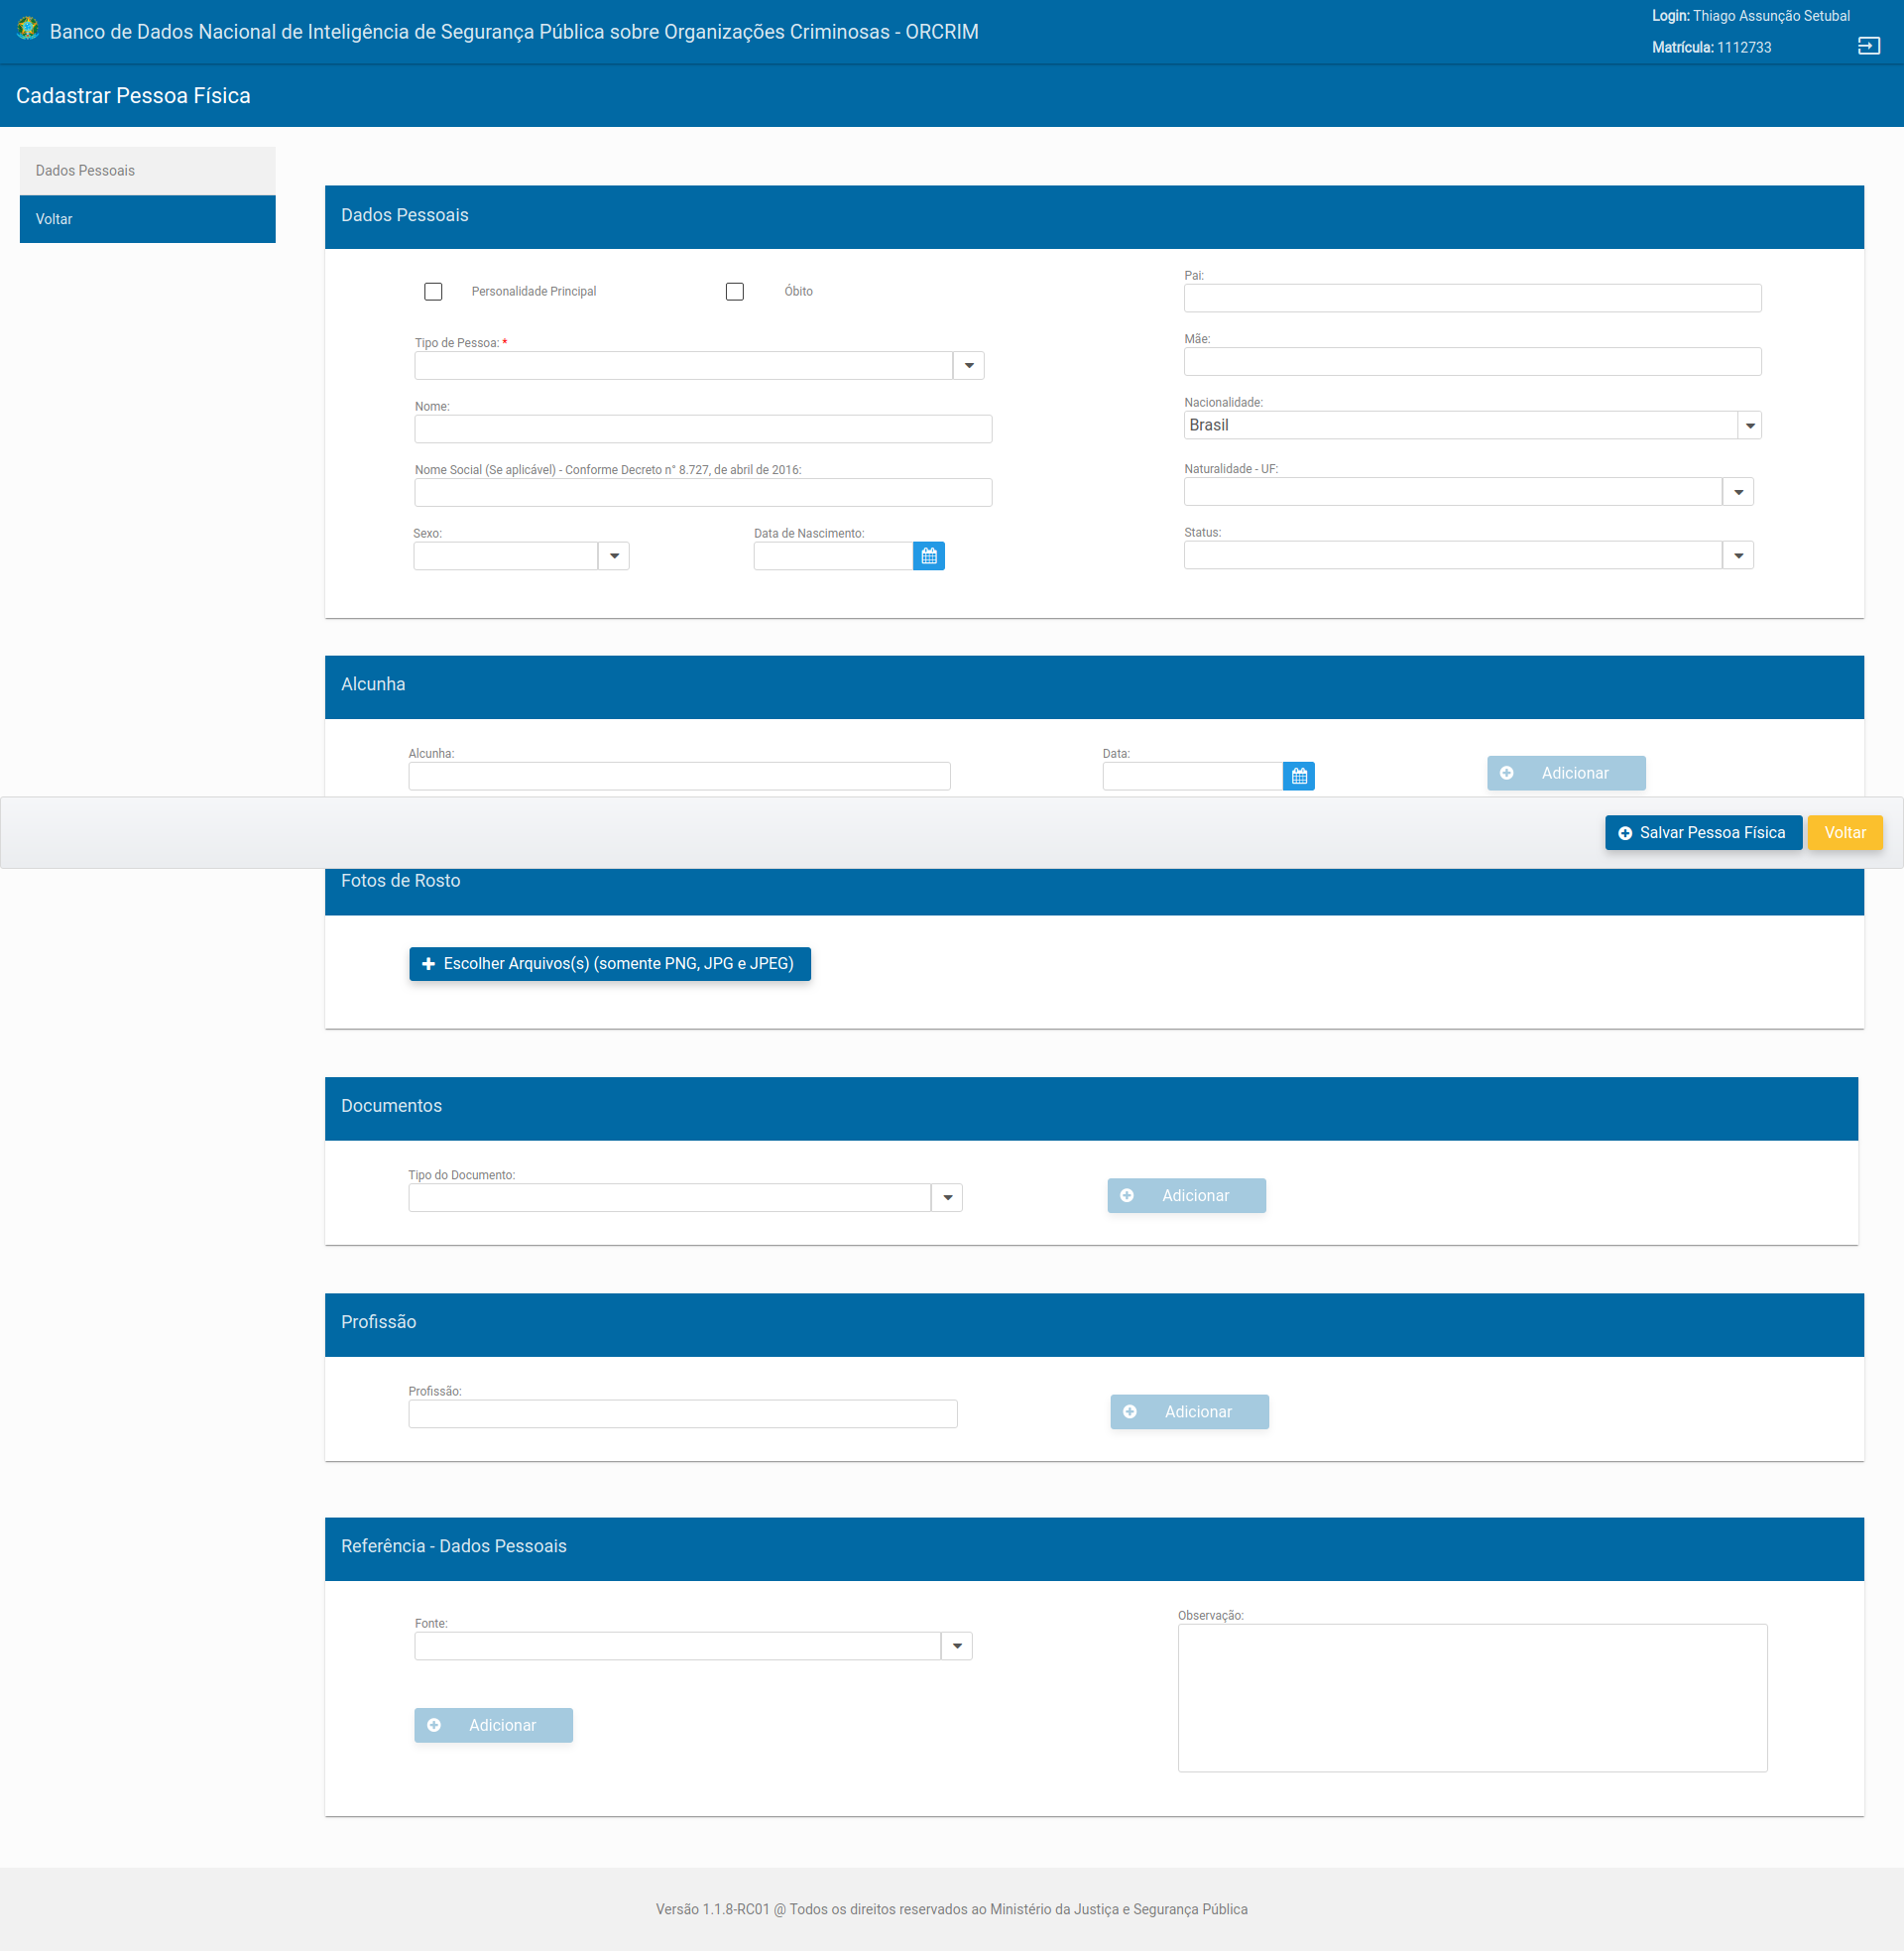 Banco de Dados Nacional de Inteligência de Segurança Pública sobre Organizações Criminosas - ORCRIM
Login: Thiago Assunção Setubal
Matrícula: 1112733
Cadastrar Pessoa Física
Dados Pessoais
Voltar
Dados Pessoais
Personalidade Principal
Óbito
Tipo de Pessoa: *
Nome:
Nome Social (Se aplicável) - Conforme Decreto n° 8.727, de abril de 2016:
Sexo:
Data de Nascimento:
Pai:
Mãe:
Nacionalidade:
Brasil
Naturalidade - UF:
Status:
Alcunha
Alcunha:
Data:
Adicionar
Salvar Pessoa Física
Voltar
Fotos de Rosto
Escolher Arquivos(s) (somente PNG, JPG e JPEG)
Documentos
Tipo do Documento:
Adicionar
Profissão
Profissão:
Adicionar
Referência - Dados Pessoais
Fonte:
Observação:
Adicionar
Versão 1.1.8-RC01 @ Todos os direitos reservados ao Ministério da Justiça e Segurança Pública